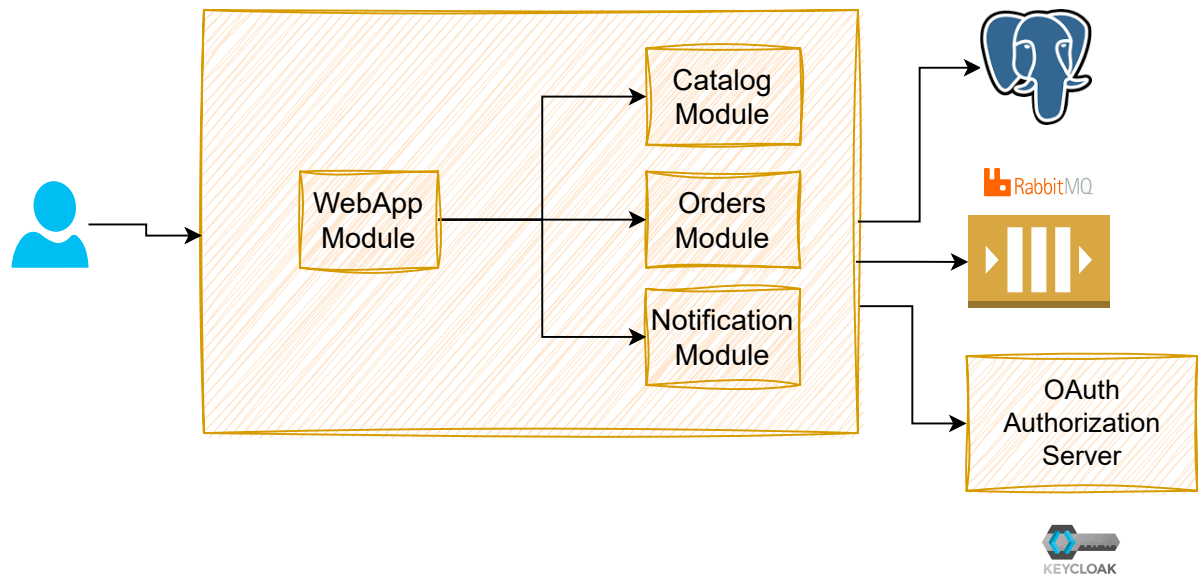 Catalog
Module
WebApp
Module
Orders
Module
Notification
Module
RabbitMQ
OAuth
Authorization
Server
KEYCLOAK